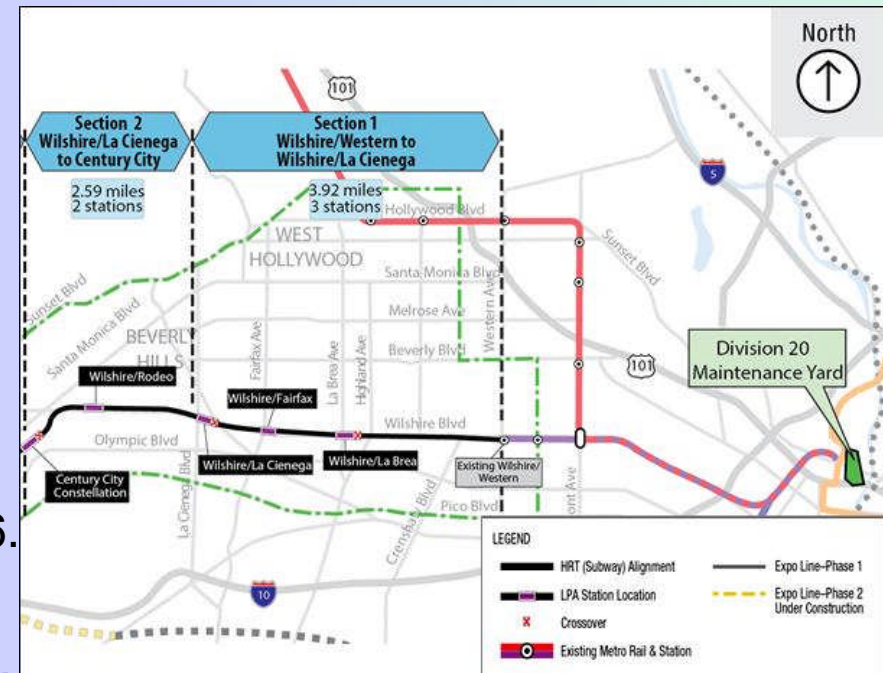 North
101
Section 2
Wilshire/La Cienega
to Century City
Section 1
Wilshire/Western to
Wilshire/La Cienega
5
2.59 miles
2 stations
3.92 miles
3 stations
Hollywood Blvd
WEST
HOLLYWOOD
Sunset Blvd
Santa Monica Blvd
Sunset Blvd
Santa Monica Blvd
Western Ave
Melrose Ave
BEVERLY
HILLS
Fairfax Ave
La Brea Ave
Highland Ave
Beverly Blvd
101
Division 20
Maintenance Yard
Wilshire/Rodeo
Wilshire/Fairfax
Wilshire Blvd
Olympic Blvd
Wilshire/La Cienega
Wilshire/La Brea
Existing Wilshire/
Western
Century City
Constellation
La Cienega Blvd
Crenshaw Blvd
Pico Blvd
ont Ave
6.
10
LEGEND
HRT (Subway) Alignment
LPA Station Location
X Crossover
Existing Metro Rail & Station
Expo Line–Phase 1
Expo Line–Phase 2
Under Construction